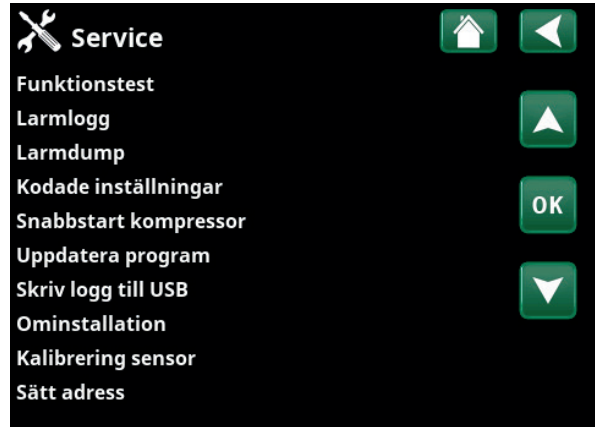 Service
Funktionstest
Larmlogg
Larmdump
Kodade inställningar
Snabbstart kompressor
OK
Uppdatera program
Skriv logg till USB
Ominstallation
Kalibrering sensor
Sätt adress